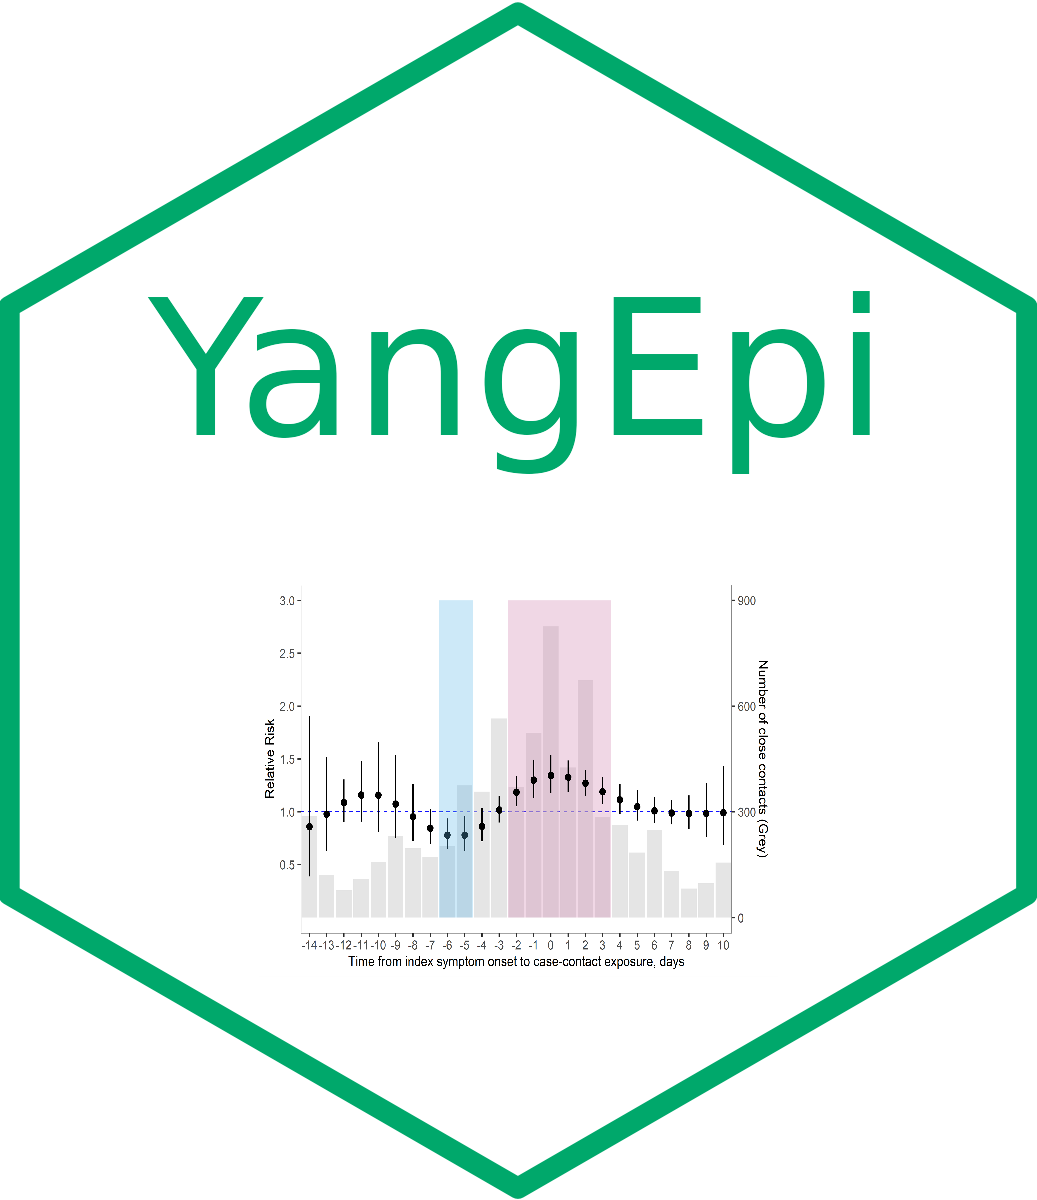 YangEpi
3.0
2.5
2.0
1.5
1.0
0.5
Relative Risk
900
600
300
0
Number of close contacts (Grey)
-14 -13 -12 -11 -10 -9 -8 -7 -6 -5 -4 -3 -2 -1 0 1 2 3 4 5 6 7 8 9 10
Time from index symptom onset to case-contact exposure, days